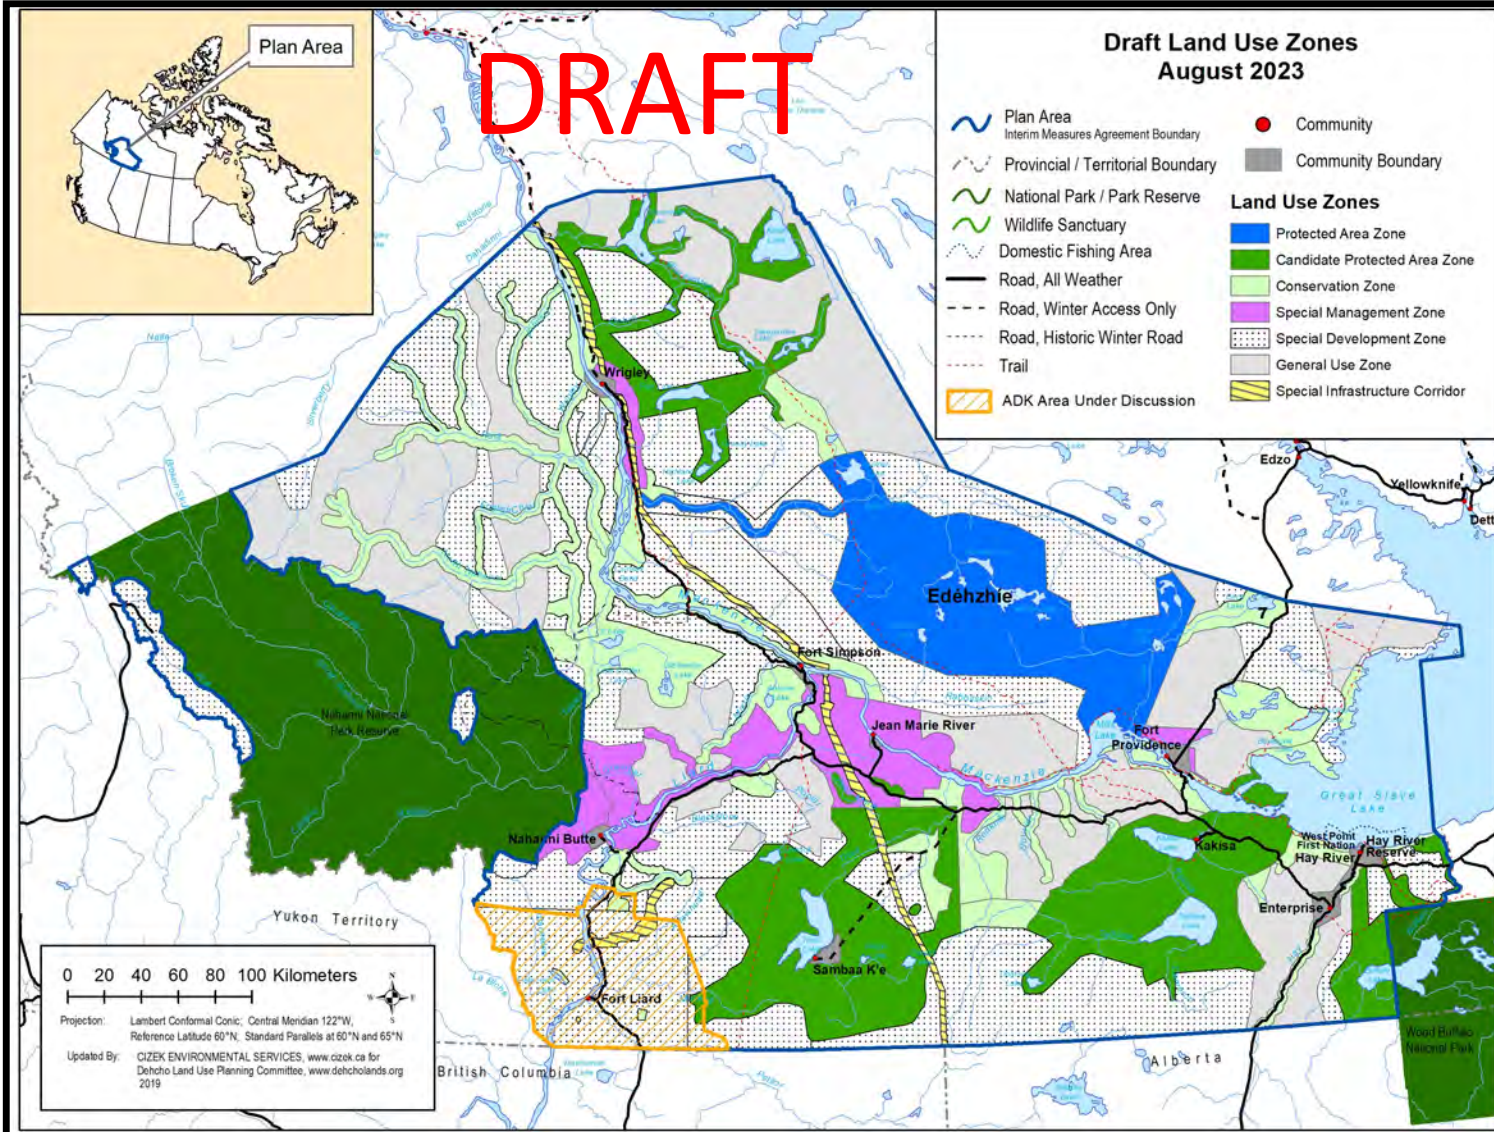 Plan Area
DRAFT
Draft Land Use Zones
August 2023
Plan Area
Interim Measures Agreement Boundary
Provincial / Territorial Boundary
National Park / Park Reserve
Wildlife Sanctuary
Domestic Fishing Area
Road, All Weather
Road, Winter Access Only
Road, Historic Winter Road
Trail
ADK Area Under Discussion
Community
Community Boundary
Land Use Zones
Protected Area Zone
Candidate Protected Area Zone
Conservation Zone
Special Management Zone
Special Development Zone
General Use Zone
Special Infrastructure Corridor
Redstone
Dahadinni
Wrigley
Edzo
Yellowknife
Dett
Edéhzhíe
7
Mackenzie
Fort Simpson
Nahanni National
Park Reserve
Jean Marie River
Fort
Providence
Mackenzie
Liard
Great Slave
Lake
Nahanni Butte
Kakisa
West Point
First Nation
Hay River
Hay River
Reserve
Enterprise
Yukon Territory
Sambaa K'e
Fort Liard
Wood Buffalo
National Park
British Columbia
Alberta
0 20 40 60 80 100 Kilometers
N
W E
S
Projection: Lambert Conformal Conic; Central Meridian 122°W,
Reference Latitude 60°N, Standard Parallels at 60°N and 65°N
Updated By: CIZEK ENVIRONMENTAL SERVICES, www.cizek.ca for
Dehcho Land Use Planning Committee, www.dehcholands.org
2019